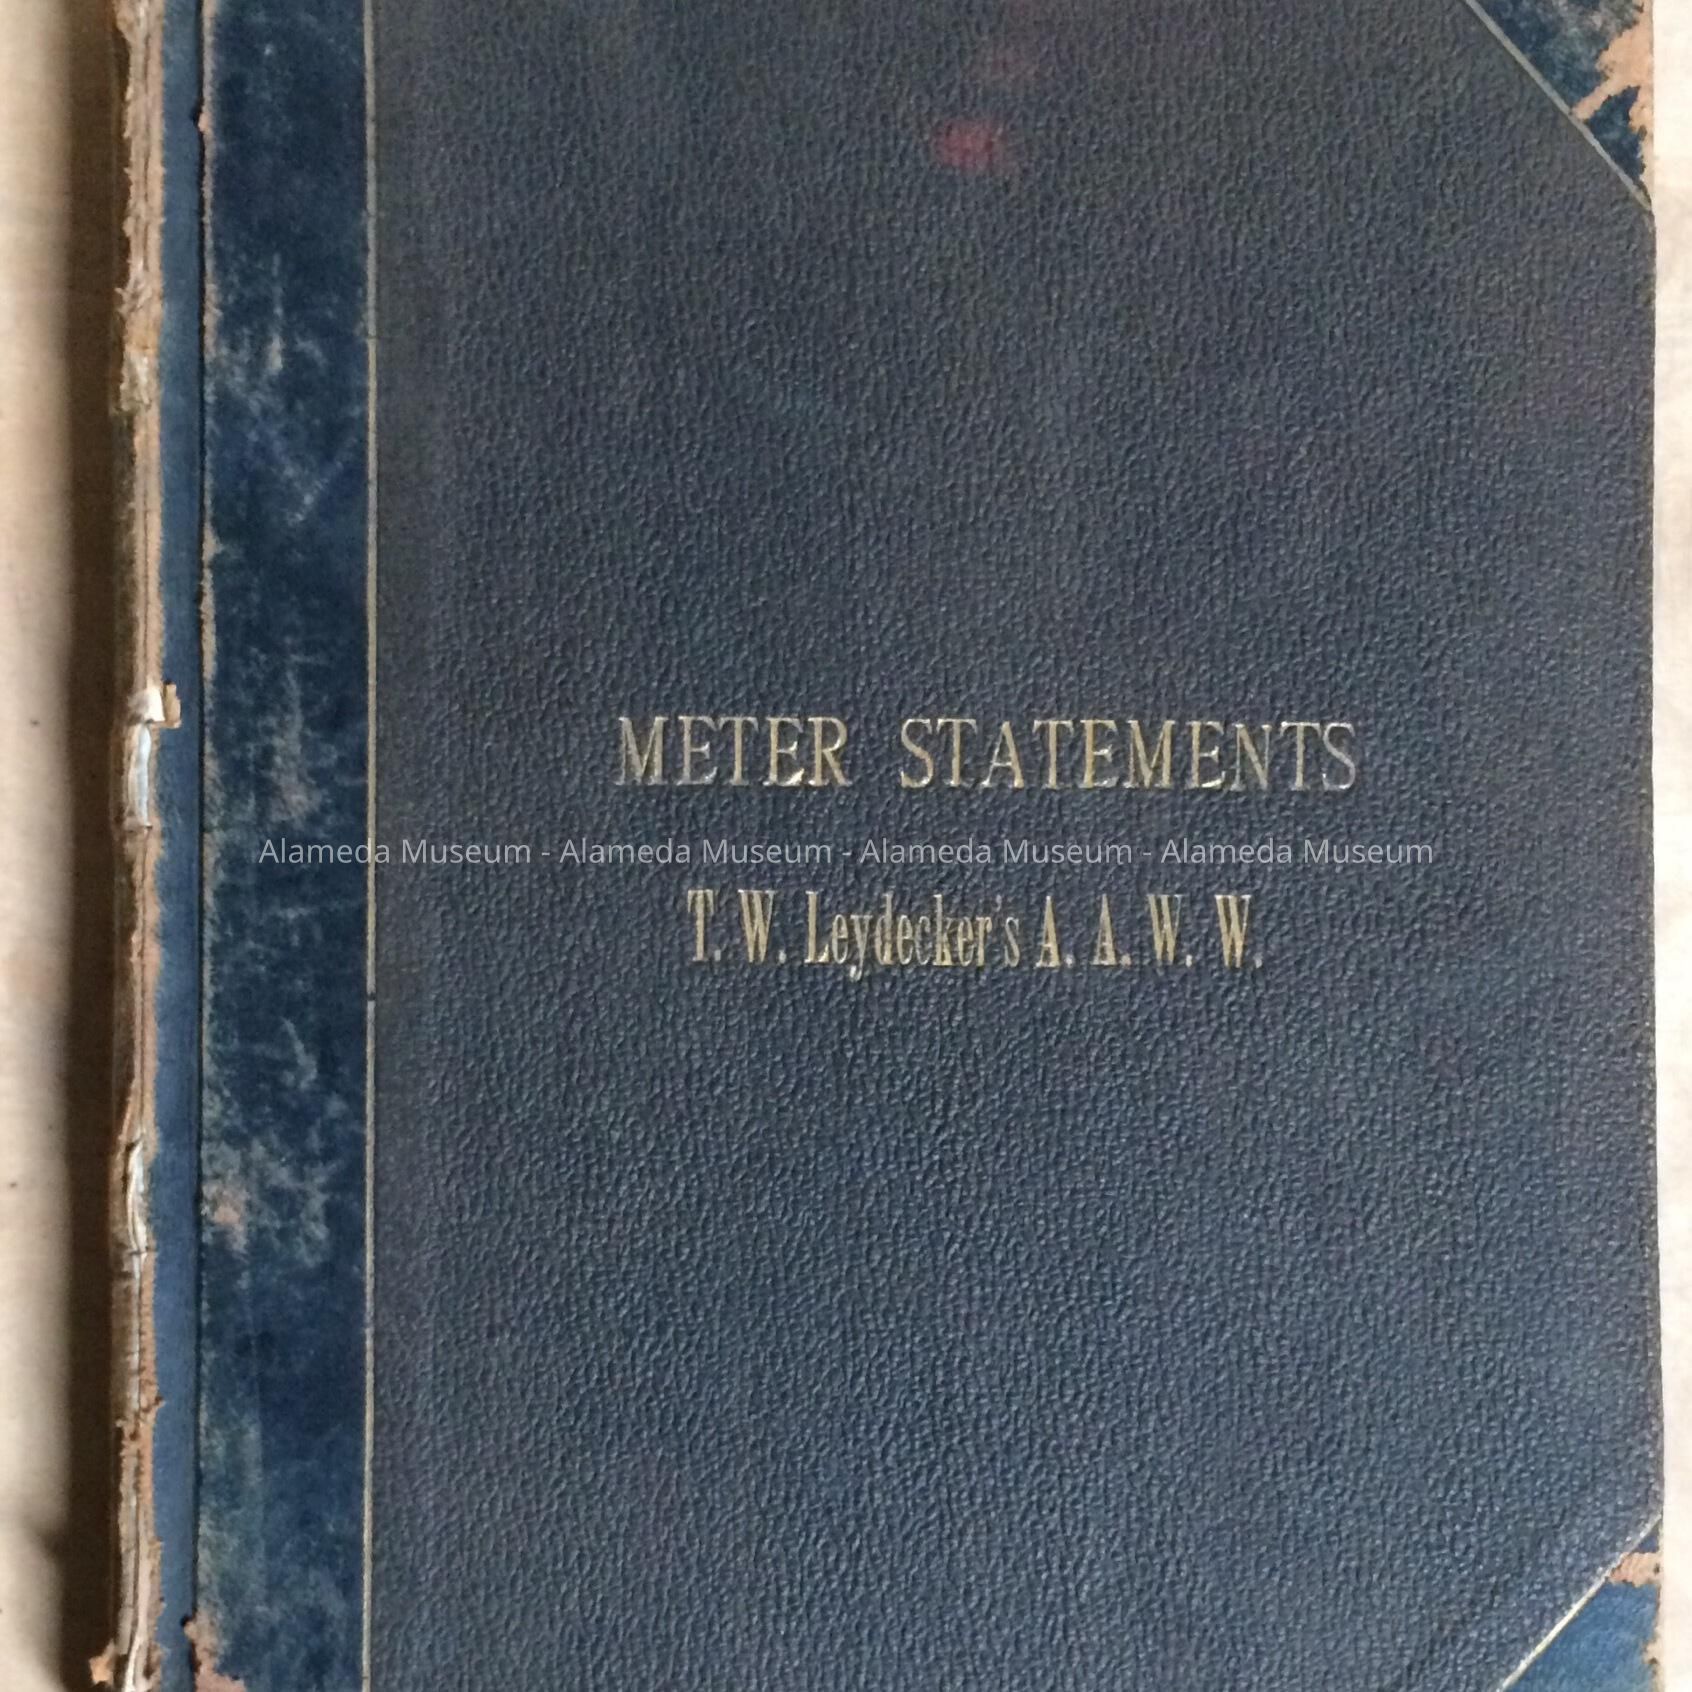 METER STATEMENTS
Alameda Museum - Alameda Museum - Alameda Museum - Alameda Museum
T. W. Leydecker's A. A. W. W.